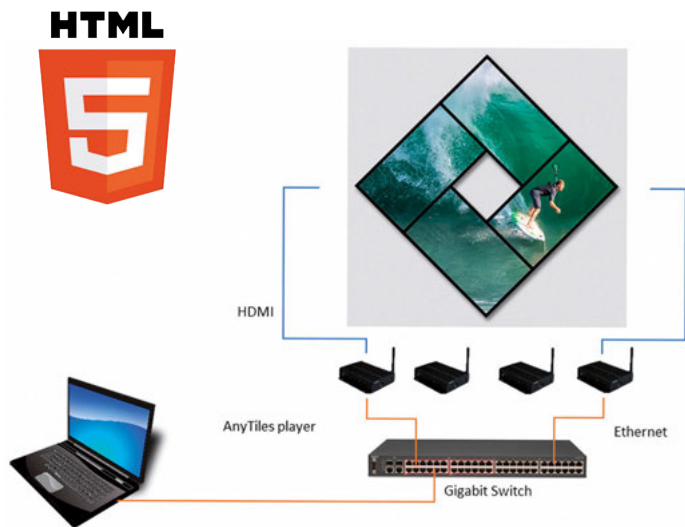 HTML
5
HDMI
AnyTiles player
Ethernet
Gigabit Switch